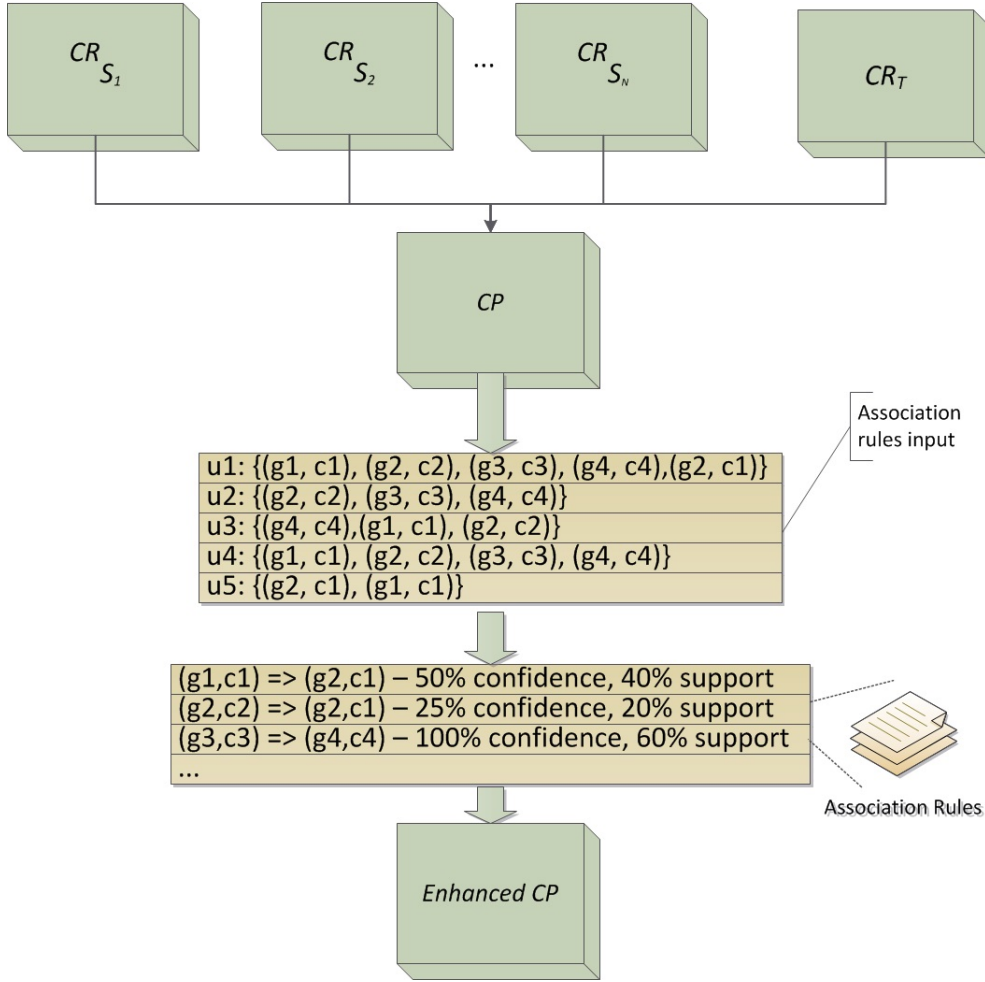 CR S1
CR S2
...
CR SN
CRT
CP
Association
rules input
u1: {(g1, c1), (g2, c2), (g3, c3), (g4, c4),(g2, c1)}
u2: {(g2, c2), (g3, c3), (g4, c4)}
u3: {(g4, c4),(g1, c1), (g2, c2)}
u4: {(g1, c1), (g2, c2), (g3, c3), (g4, c4)}
u5: {(g2, c1), (g1, c1)}
(g1,c1) => (g2,c1) – 50% confidence, 40% support
(g2,c2) => (g2,c1) – 25% confidence, 20% support
(g3,c3) => (g4,c4) – 100% confidence, 60% support
...
Association Rules
Enhanced CP